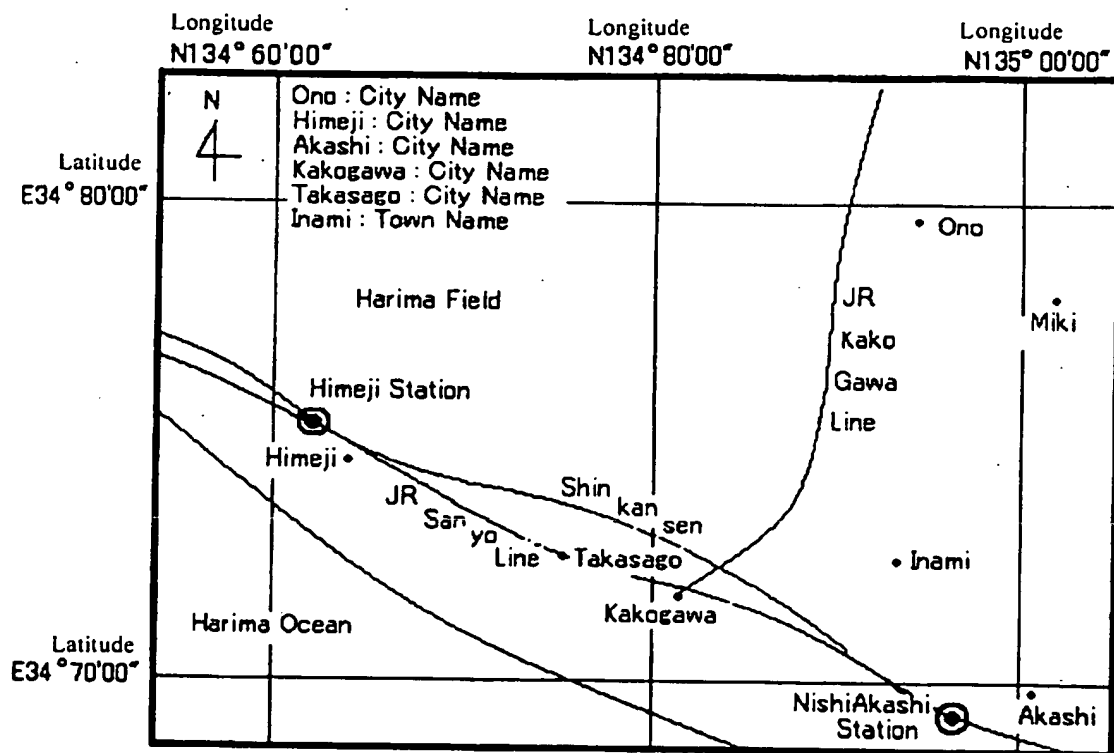 Longitude
N134°60'00"
Longitude
N134°80'00"
Longitude
N135°00'00"
N
Ono : City Name
Himeji : City Name
Akashi : City Name
Kakogawa : City Name
Takasago : City Name
Inami : Town Name
Latitude
E34°80'00"
Ono
Harima Field
JR
Kako
Gawa
Line
Miki
Himeji Station
Himeji
JR
San
yo
Line
Shin
kan
sen
Takasago
Inami
Kakogawa
Harima Ocean
Latitude
E34°70'00"
NishiAkashi
Station
Akashi